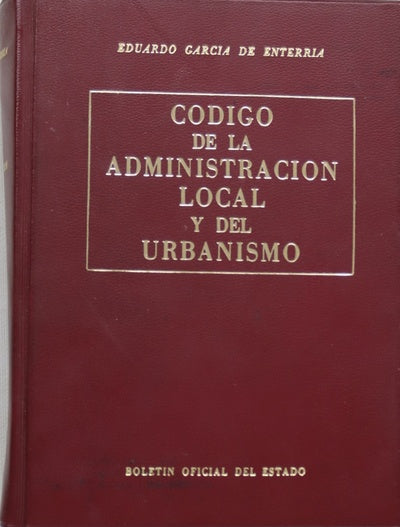 EDUARDO GARCIA DE ENTERRIA
CODIGO
DE LA
ADMINISTRACION
LOCAL
Y DEL
URBANISMO
BOLETIN OFICIAL DEL ESTADO